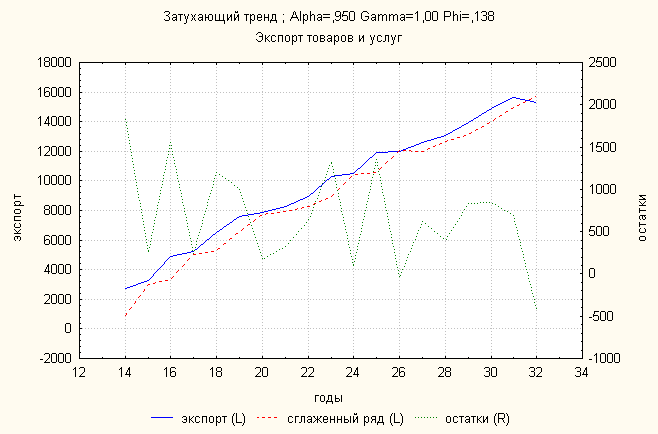 Затухающий тренд ; Alpha=,950 Gamma=1,00 Phi=,138
Экспорт товаров и услуг
18000
16000
14000
12000
10000
8000
6000
4000
2000
0
-2000
экспорт
2500
2000
1500
1000
500
0
-500
-1000
остатки
12 14 16 18 20 22 24 26 28 30 32 34
годы
экспорт (L) сглаженный ряд (L) остатки (R)